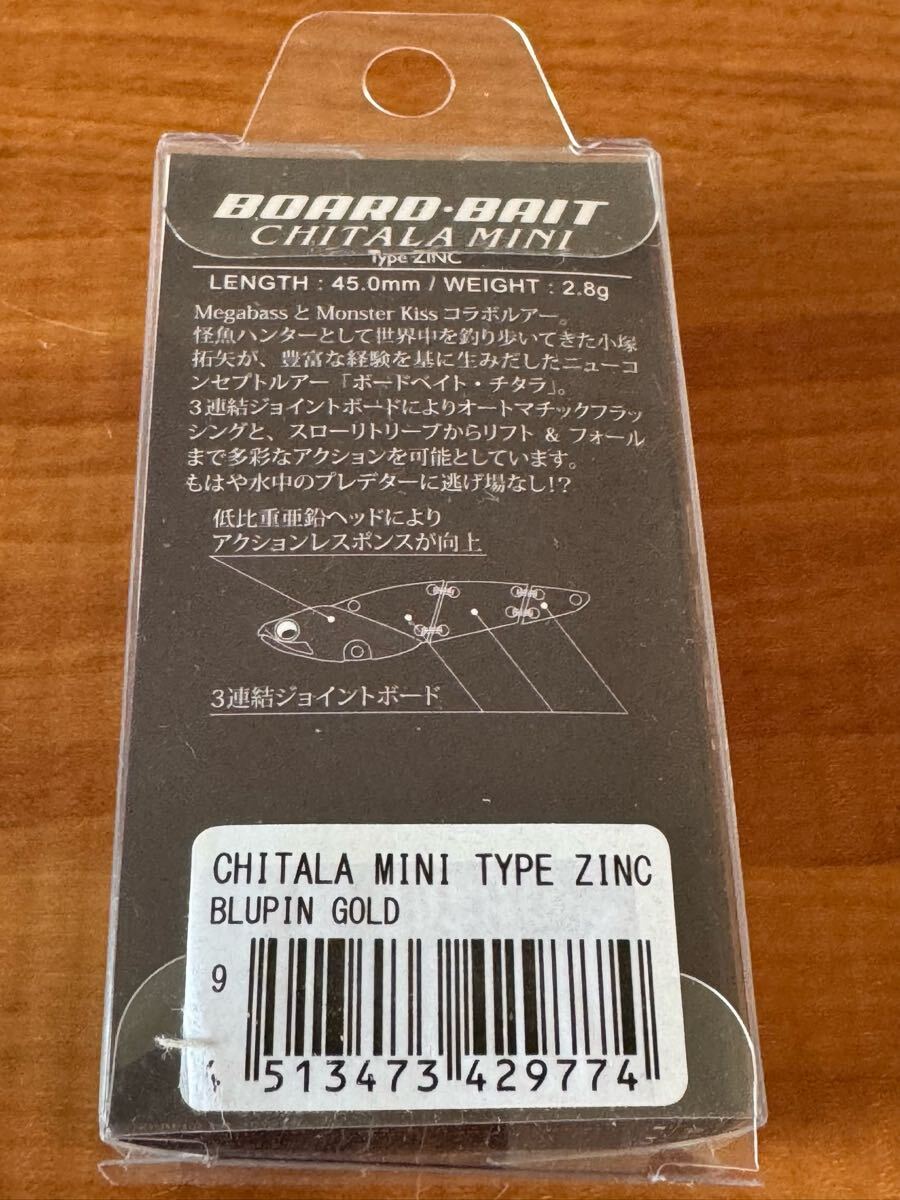 BOARD-BAIT
CHITALA MINI
Type ZINC
LENGTH : 45.0mm / WEIGHT : 2.8g
Megabass と Monster Kiss コラボルアー。
怪魚ハンターとして世界中を釣り歩いてきた小塚
拓矢が、豊富な経験を基に生みだしたニューコ
ンセプトルアー「ボードベイト・チタラ」。
3連結ジョイントボードによりオートマチックフラッ
シングと、スローリトリーブからリフト & フォール
まで多彩なアクションを可能としています。
もはや水中のプレデターに逃げ場なし!?
低比重亜鉛ヘッドにより
アクションレスポンスが向上
3連結ジョイントボード
CHITALA MINI TYPE ZINC
BLUPIN GOLD
9
4 513473 429774